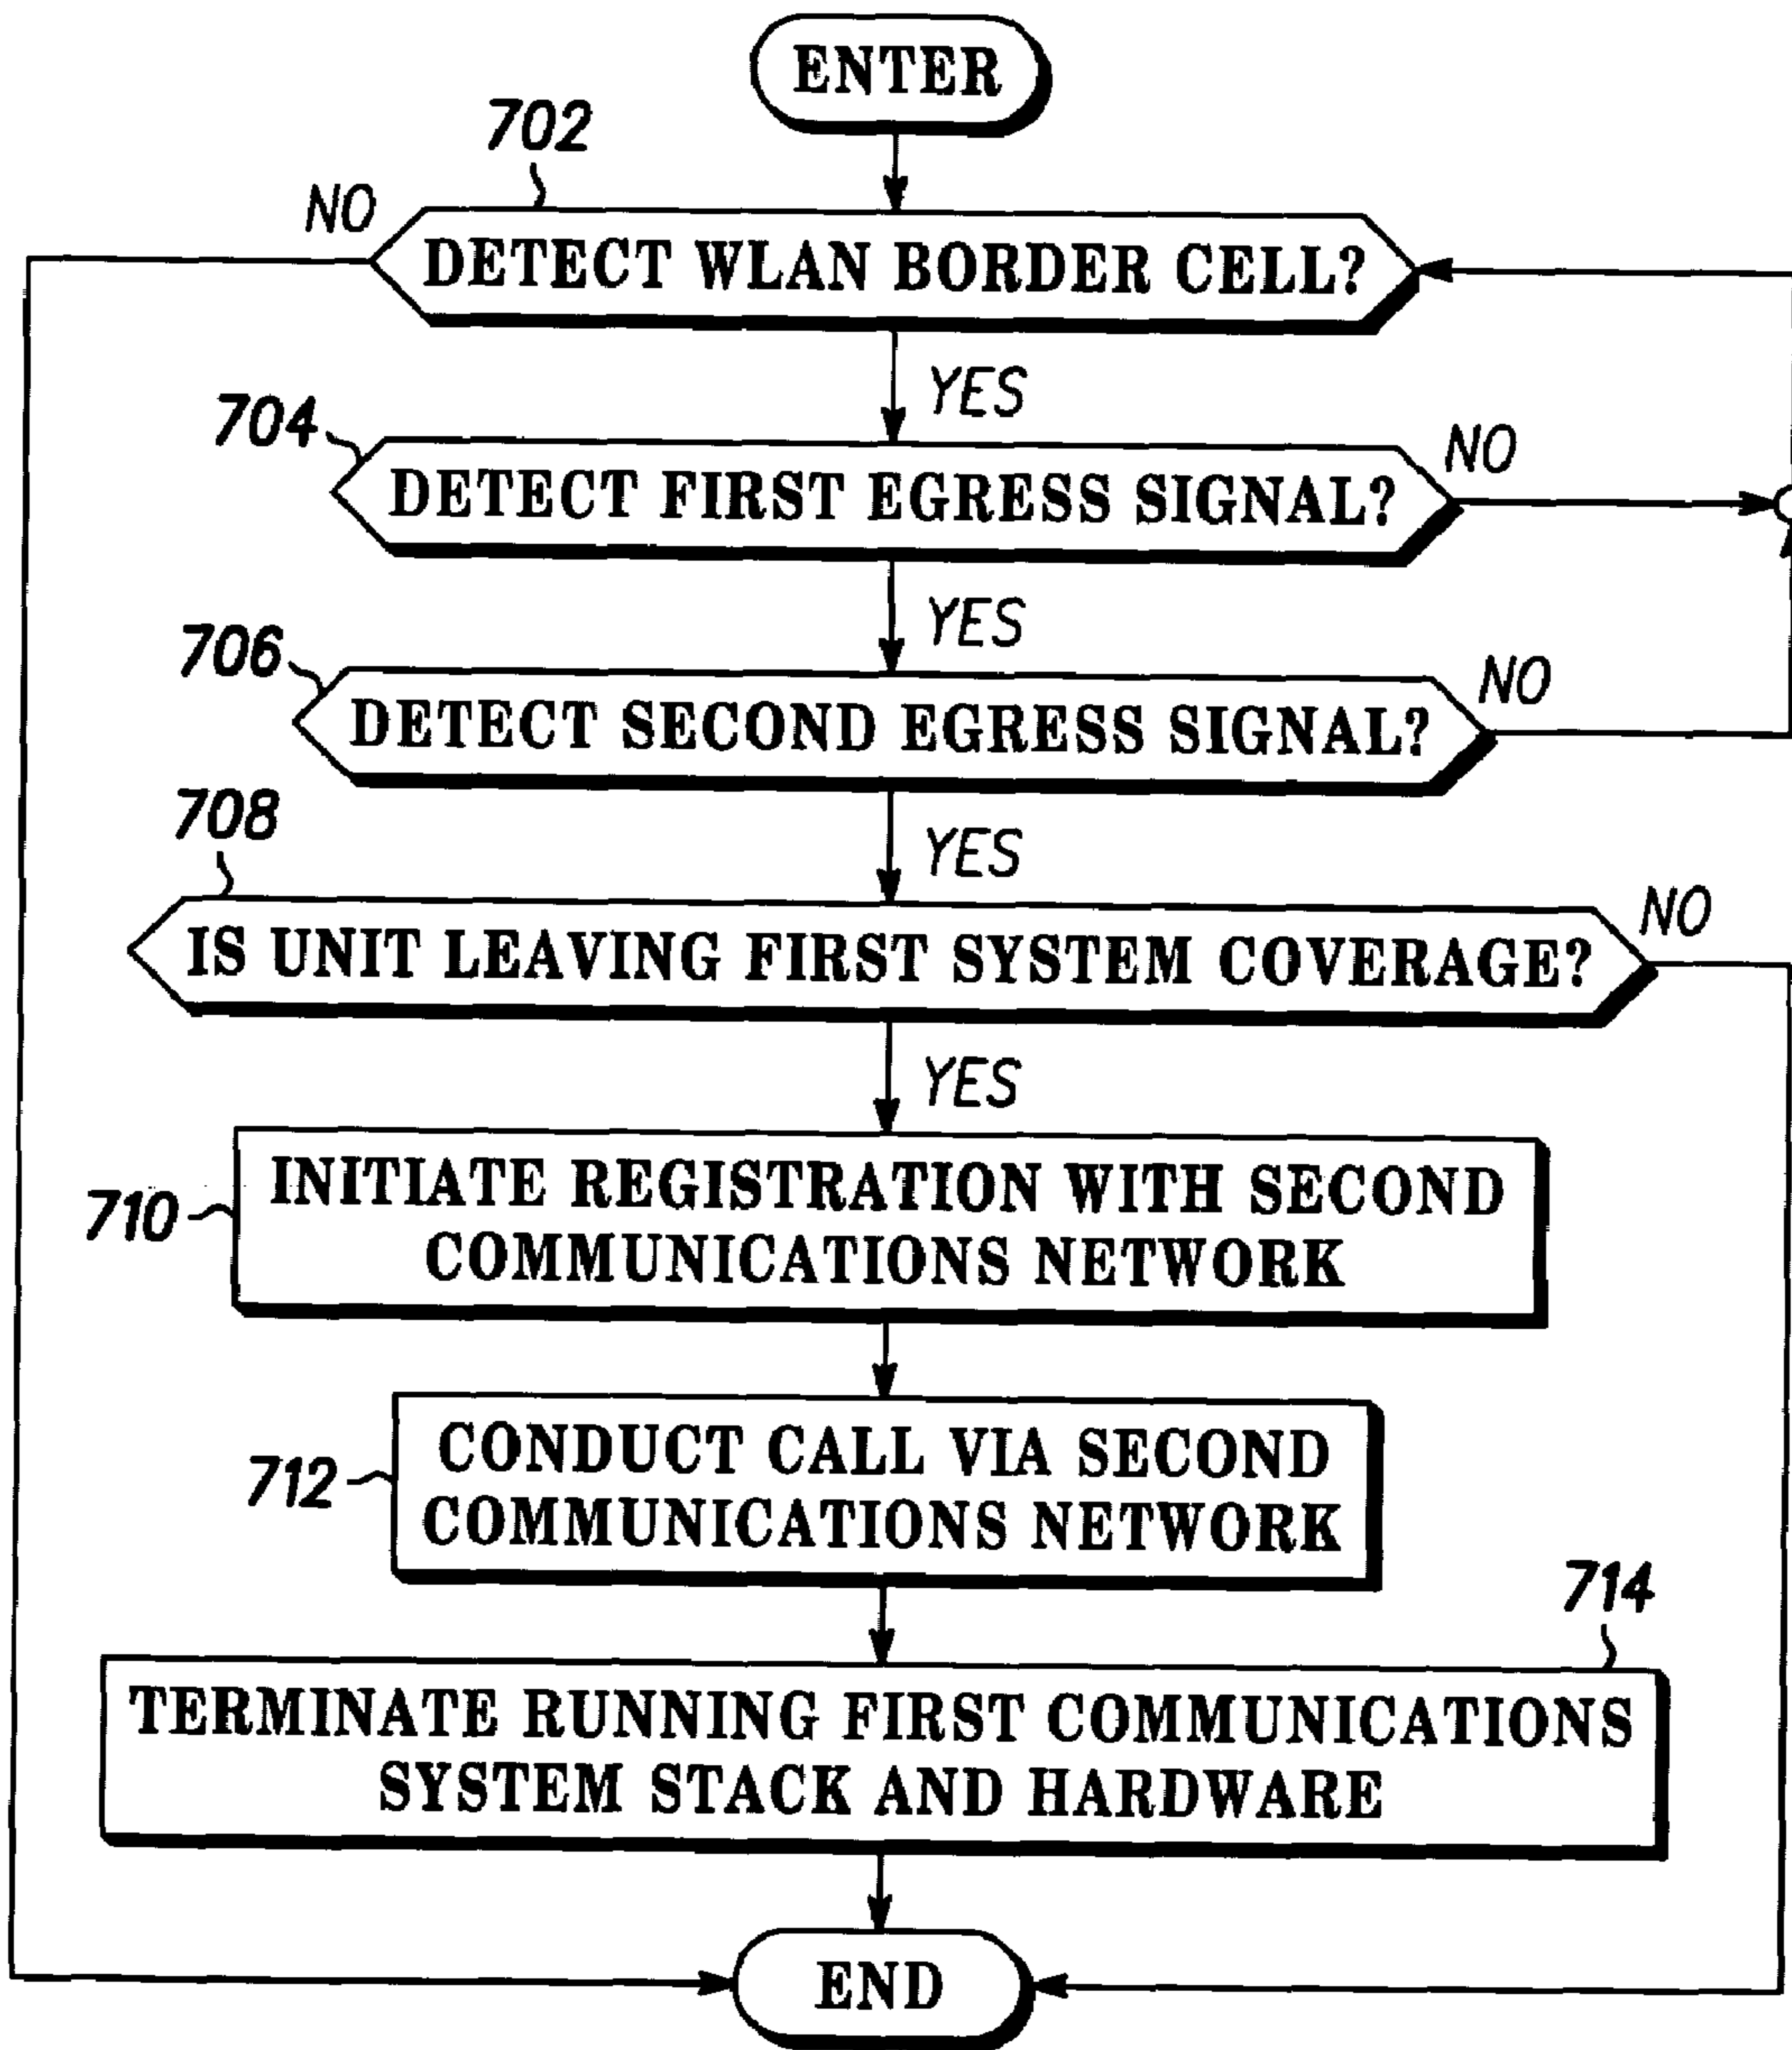 ENTER
702
NO
DETECT WLAN BORDER CELL?
YES
704
NO
DETECT FIRST EGRESS SIGNAL?
YES
706
NO
DETECT SECOND EGRESS SIGNAL?
YES
708
NO
IS UNIT LEAVING FIRST SYSTEM COVERAGE?
YES
710
INITIATE REGISTRATION WITH SECOND
COMMUNICATIONS NETWORK
712
CONDUCT CALL VIA SECOND
COMMUNICATIONS NETWORK
714
TERMINATE RUNNING FIRST COMMUNICATIONS
SYSTEM STACK AND HARDWARE
END